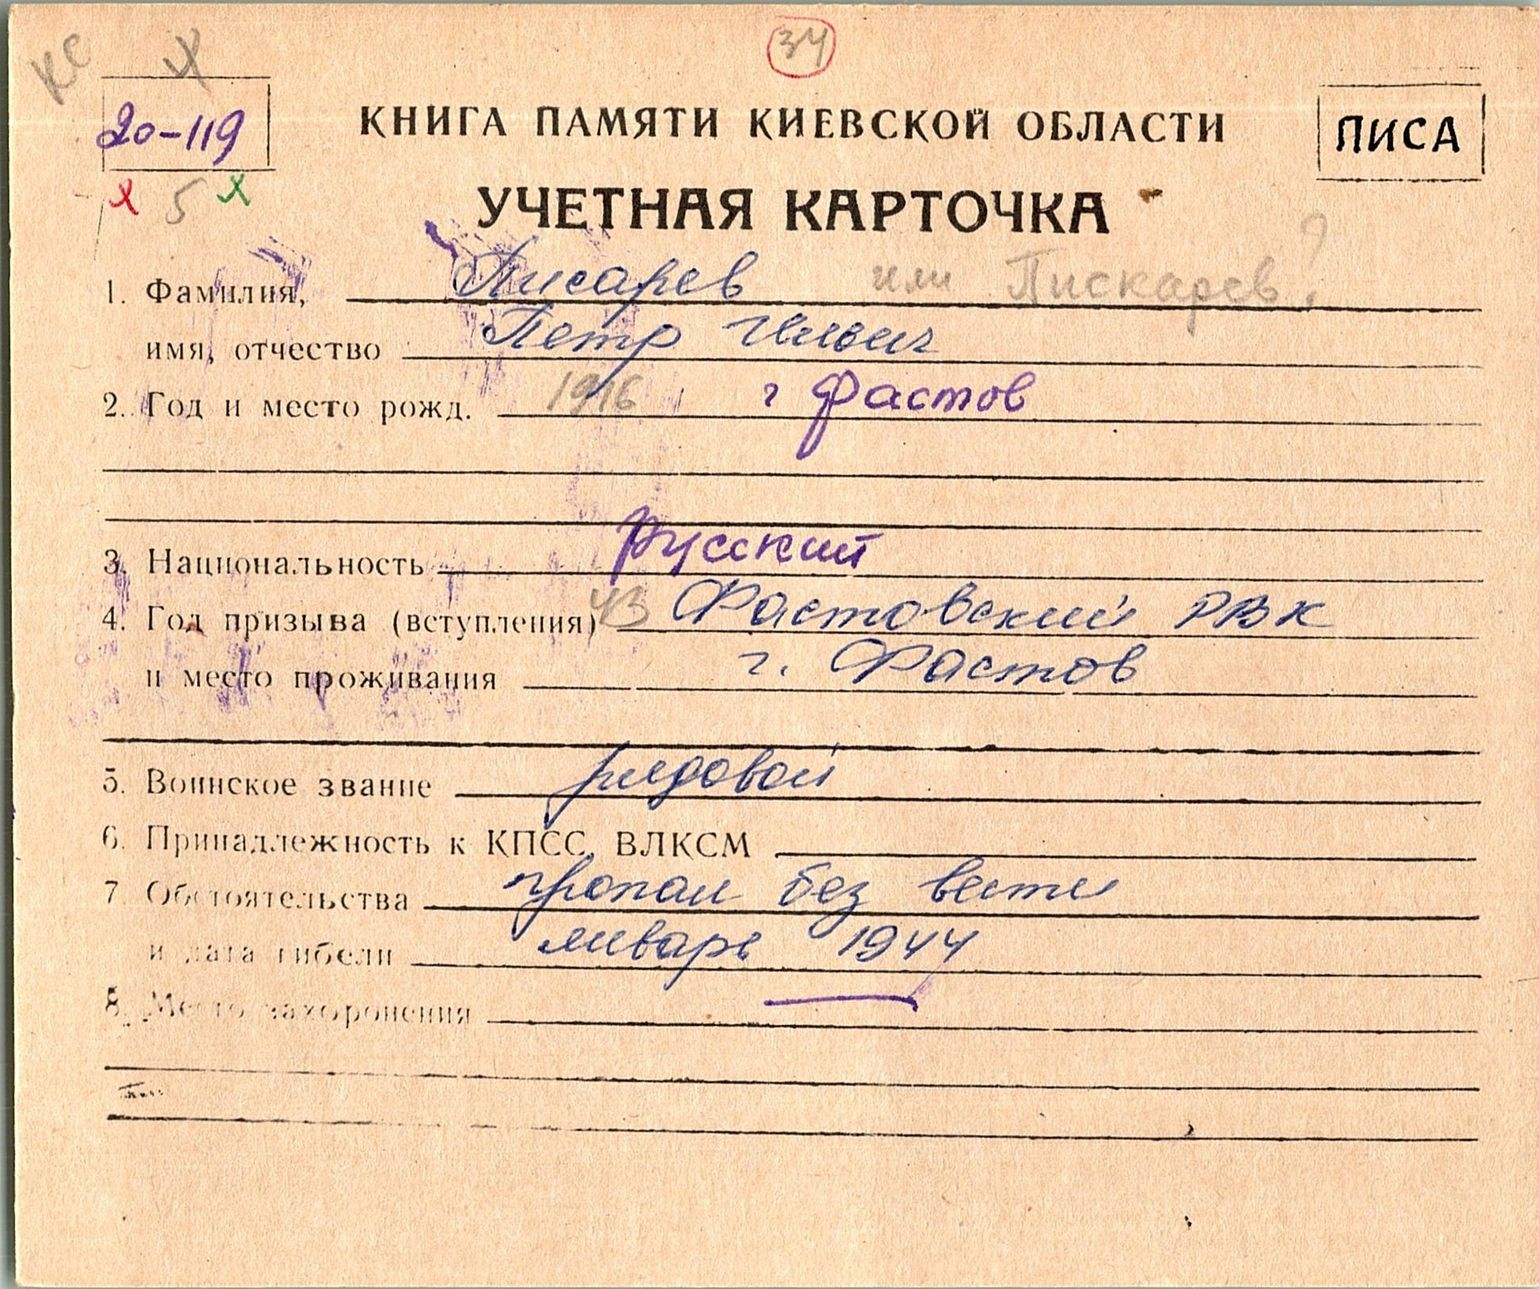 КС
34
20-119
КНИГА ПАМЯТИ КИЕВСКОЙ ОБЛАСТИ
ПИСА
х 5 х
УЧЕТНАЯ КАРТОЧКА
1. Фамилия, Писарев или Пискарев?
имя, отчество Петр Ильич
2. Год и место рожд. 1916 г Фастов
3. Национальность русский
4. Год призыва (вступления) 43 Фастовский РВК
и место проживания г. Фастов
5. Воинское звание рядовой
6. Принадлежность к КПСС, ВЛКСМ
7 Обстоятельства пропал без вести
и дата гибели январь 1944
8. Место захоронения